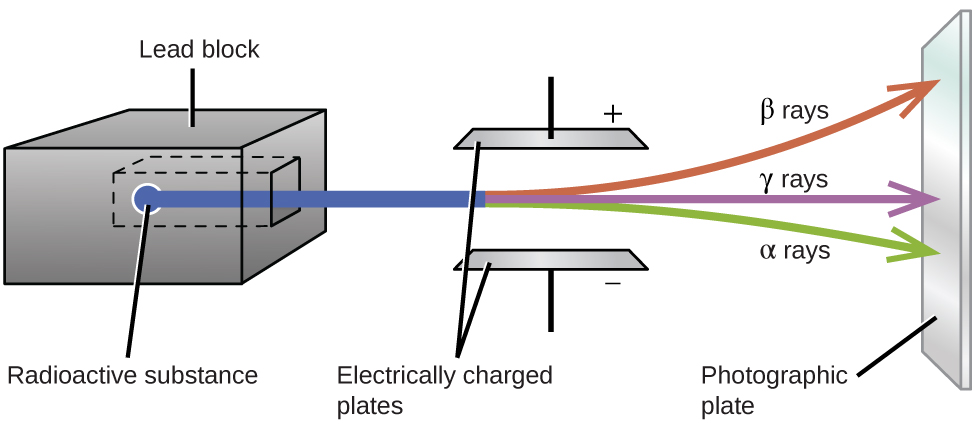 Lead block
+
β rays
γ rays
α rays
−
Radioactive substance
Electrically charged
plates
Photographic
plate